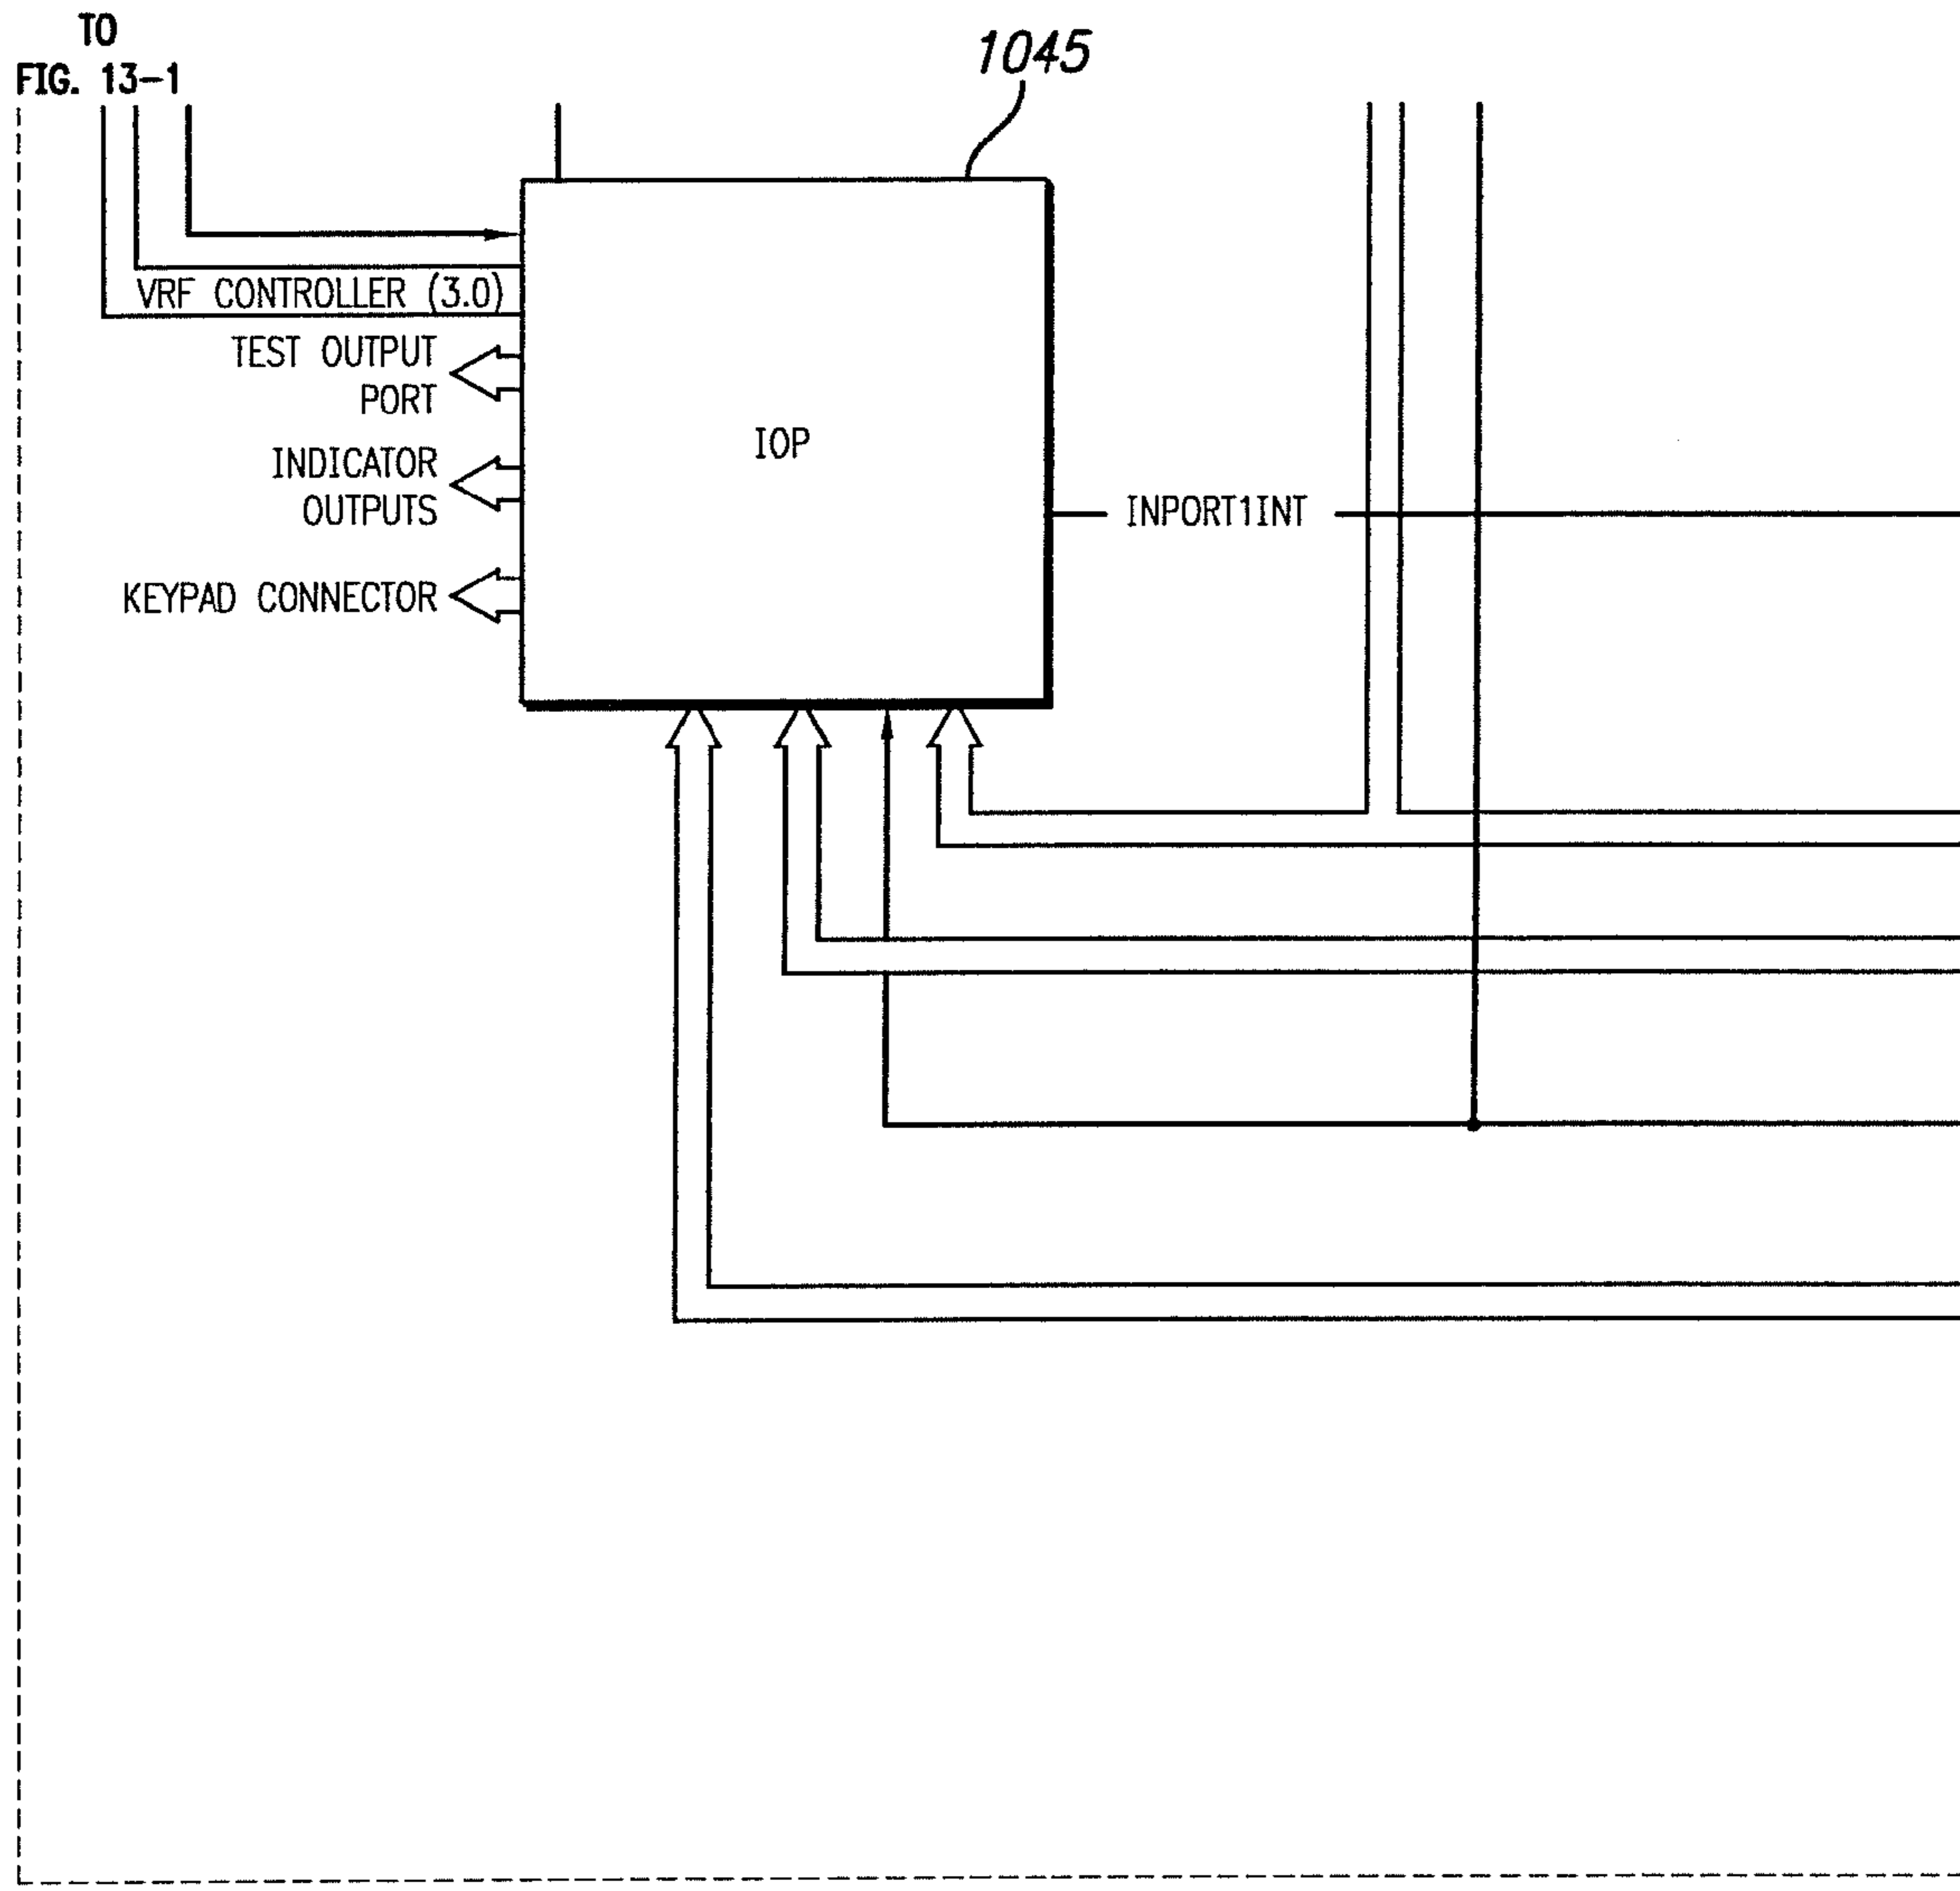 TO
FIG. 13-1
1045
VRF CONTROLLER (3.0)
TEST OUTPUT
PORT
IOP
INDICATOR
OUTPUTS
INPORT1INT
KEYPAD CONNECTOR